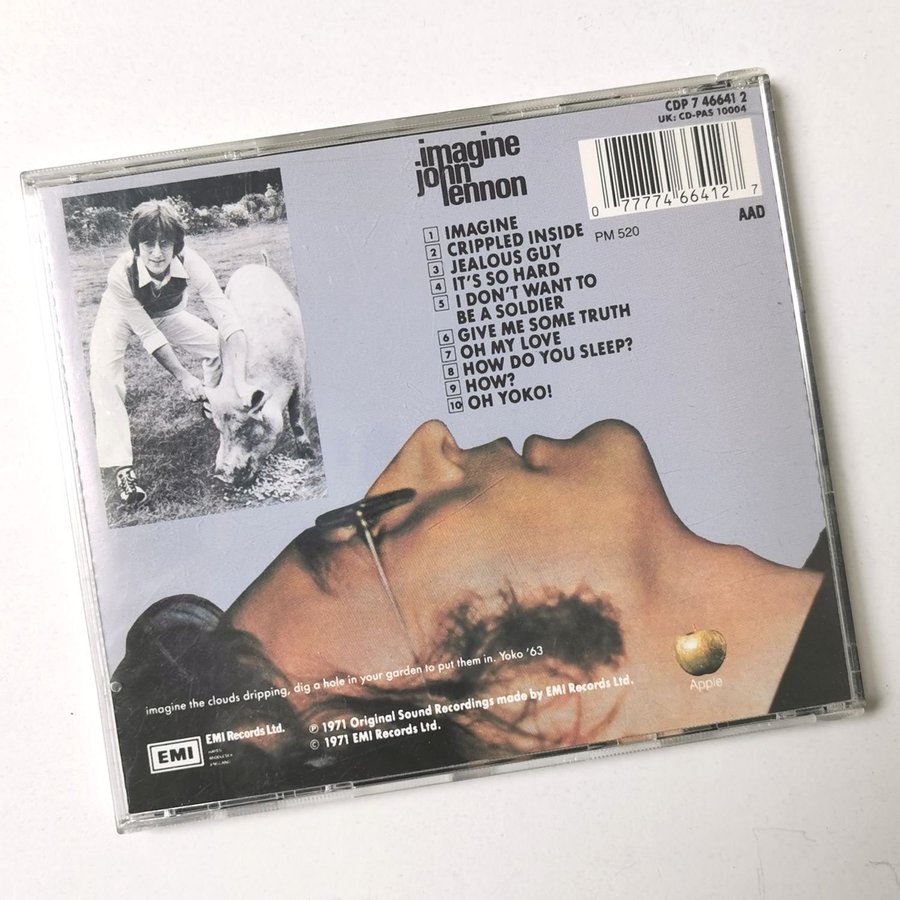 CDP 7 46641 2
UK: CD-PAS 10004
imagine
john
lennon
0 77774 66412 7
AAD
PM 520
1 IMAGINE
2 CRIPPLED INSIDE
3 JEALOUS GUY
4 IT'S SO HARD
5 I DON'T WANT TO
BE A SOLDIER
6 GIVE ME SOME TRUTH
7 OH MY LOVE
8 HOW DO YOU SLEEP?
9 HOW?
10 OH YOKO!
imagine the clouds dripping, dig a hole in your garden to put them in. Yoko '63
Apple
EMI
EMI Records Ltd.
HAYES
MIDDLESEX
ENGLAND
℗ 1971 Original Sound Recordings made by EMI Records Ltd.
© 1971 EMI Records Ltd.